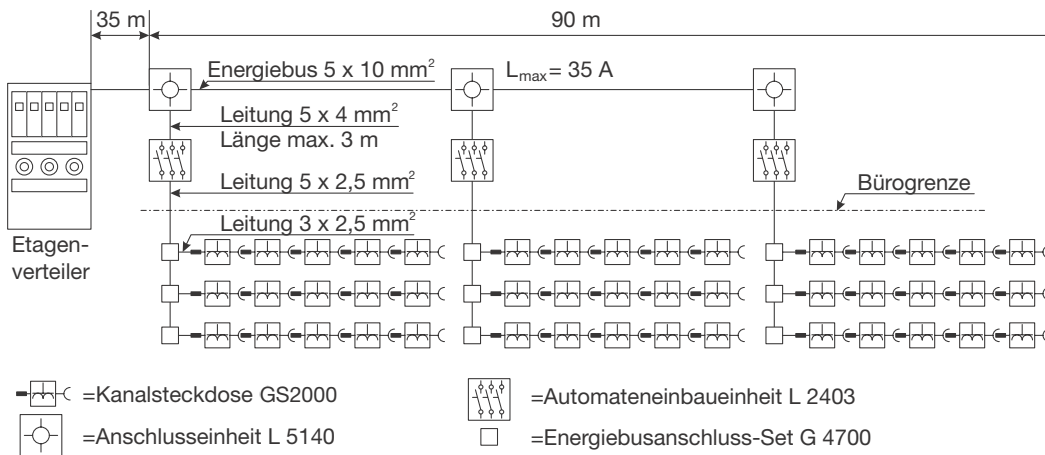 35 m
90 m
Energiebus 5 x 10 mm²
Lmax = 35 A
Leitung 5 x 4 mm²
Länge max. 3 m
Leitung 5 x 2,5 mm²
Bürogrenze
Leitung 3 x 2,5 mm²
Etagen-
verteiler
=Kanalsteckdose GS2000
=Automateneinbaueinheit L 2403
=Anschlusseinheit L 5140
=Energiebusanschluss-Set G 4700